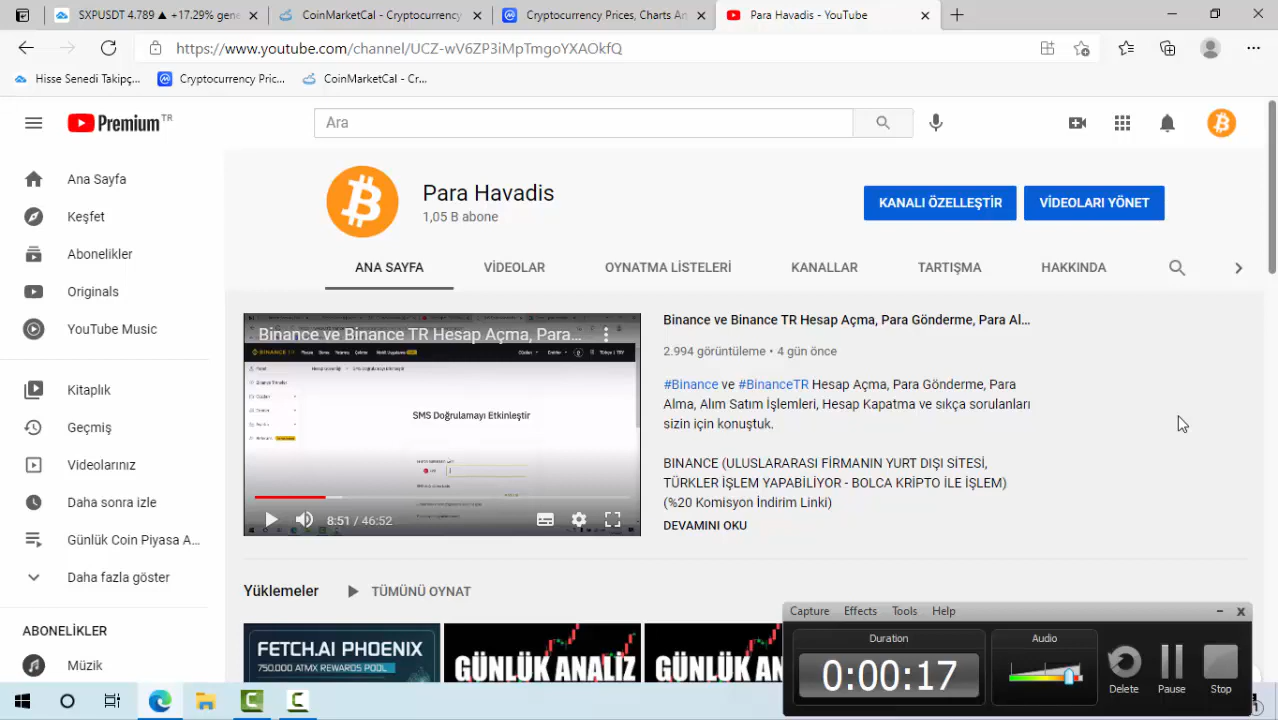 SXPUSDT 4.789 ▲ +17.29% gene
CoinMarketCal - Cryptocurrency C
Cryptocurrency Prices, Charts An
Para Havadis - YouTube
https://www.youtube.com/channel/UCZ-wV6ZP3iMpTmgoYXAOkfQ
Hisse Senedi Takipç...
Cryptocurrency Pric...
CoinMarketCal - Cr...
Premium TR
Ara
Ana Sayfa
Keşfet
Abonelikler
Originals
YouTube Music
Kitaplık
Geçmiş
Videolarınız
Daha sonra izle
Günlük Coin Piyasa A...
Daha fazla göster
ABONELİKLER
Müzik
Para Havadis
1,05 B abone
KANALI ÖZELLEŞTİR
VİDEOLARI YÖNET
ANA SAYFA
VİDEOLAR
OYNATMA LİSTELERİ
KANALLAR
TARTIŞMA
HAKKINDA
Binance ve Binance TR Hesap Açma, Para...
BINANCE TR
SMS Doğrulamayı Etkinleştir
8:51 / 46:52
Binance ve Binance TR Hesap Açma, Para Gönderme, Para Al...
2.994 görüntüleme • 4 gün önce
#Binance ve #BinanceTR Hesap Açma, Para Gönderme, Para
Alma, Alım Satım İşlemleri, Hesap Kapatma ve sıkça sorulanları
sizin için konuştuk.
BINANCE (ULUSLARARASI FİRMANIN YURT DIŞI SİTESİ,
TÜRKLER İŞLEM YAPABİLİYOR - BOLCA KRİPTO İLE İŞLEM)
(%20 Komisyon İndirim Linki)
DEVAMINI OKU
Yüklemeler
TÜMÜNÜ OYNAT
FETCH.AI PHOENIX
750.000 ATMX REWARDS POOL
GÜNLÜK ANALİZ
GÜNLÜK AN
Capture Effects Tools Help
Duration
0:00:17
Audio
Delete
Pause
Stop